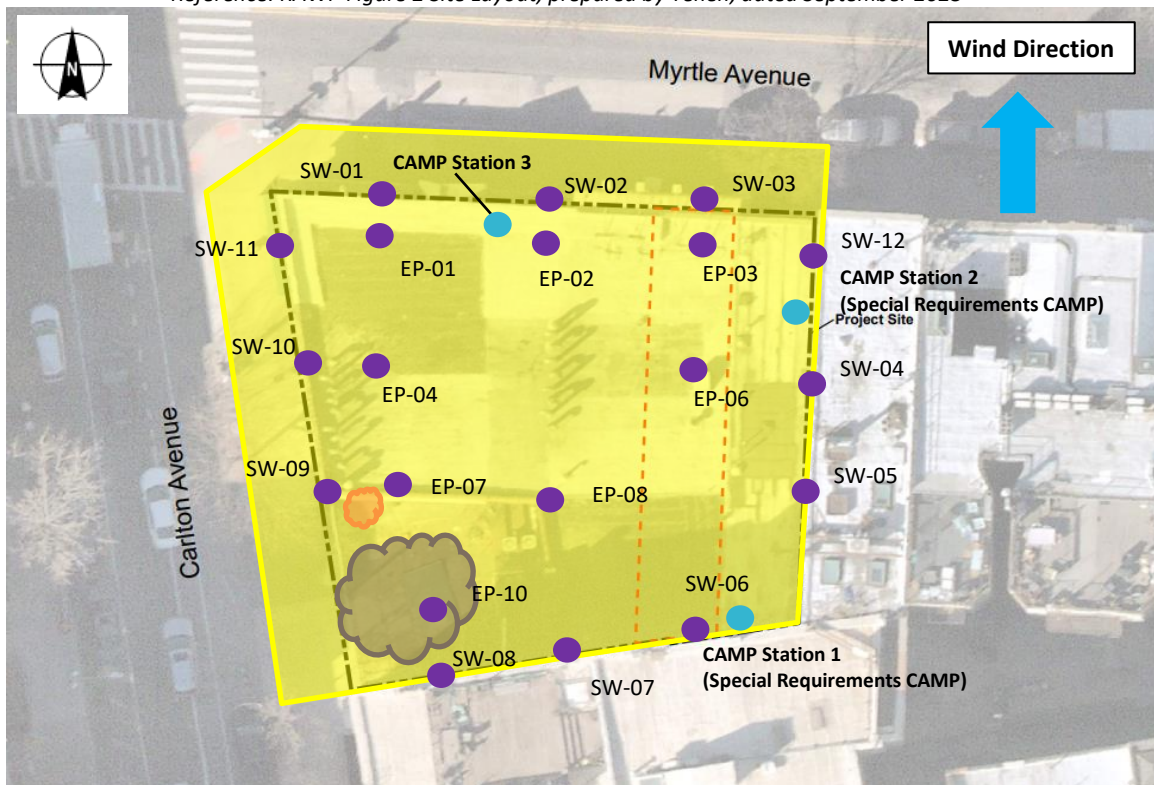 N
Wind Direction
Myrtle Avenue
CAMP Station 3
SW-01
SW-02
SW-03
SW-11
EP-01
EP-02
EP-03
SW-12
CAMP Station 2
(Special Requirements CAMP)
Project Site
SW-10
EP-04
EP-06
SW-04
Carlton Avenue
SW-09
EP-07
EP-08
SW-05
EP-10
SW-06
SW-08
SW-07
CAMP Station 1
(Special Requirements CAMP)